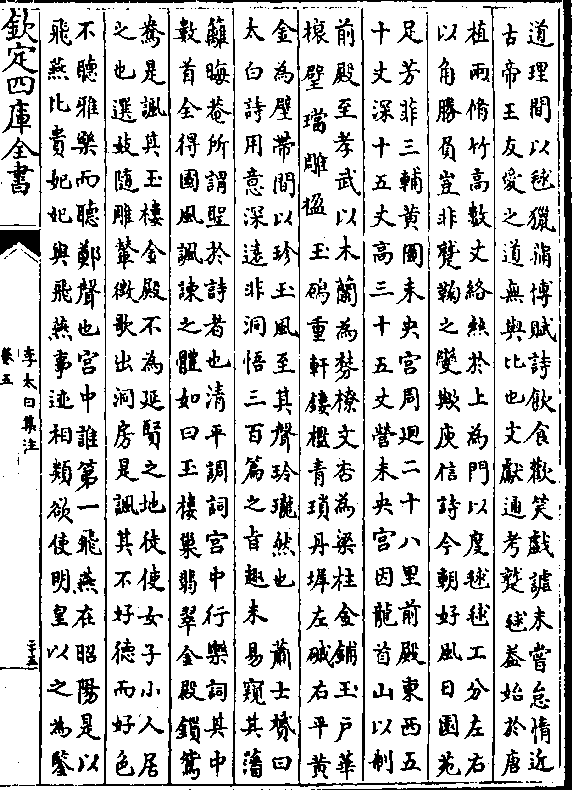 道理間以毬獵蒱博賦詩飲食歡笑戲謔未嘗怠惰近
古帝王友愛之道無與比也文獻通考蹵毬蓋始於唐
植兩脩竹高數丈絡綱於上為門以度毬毬工分左右
以角勝負豈非蹵鞠之變歟庾信詩今朝好風日園苑
足芳菲三輔黃圖未央宮周廻二十八里前殿東西五
十丈深十五丈高三十五丈營未央宮因龍首山以制
前殿至孝武以木蘭為棼橑文杏為梁柱金鋪玉戶華
榱壁璫雕楹玉磶重軒鏤檻青瑣丹墀左磩右平黃
金為壁帶間以珍玉風至其聲玲瓏然也 蕭士贇曰
太白詩用意深逺非洞悟三百篇之旨趣未易窺其藩
籬晦菴所謂聖於詩者也清平調詞宮中行樂詞其中
數首全得國風諷諫之體如曰玉樓巢翡翠金殿鎖鴛
鴦是諷其玉樓金殿不為延賢之地徒使女子小人居
之也選妓隨雕輦徵歌出洞房是諷其不好德而好色
不聽雅樂而聽鄭聲也宮中誰第一飛燕在昭陽是以
飛燕比貴妃妃與飛燕事迹相類欲使明皇以之為鑒
欽定四庫全書
李太白集注
卷五
二十五